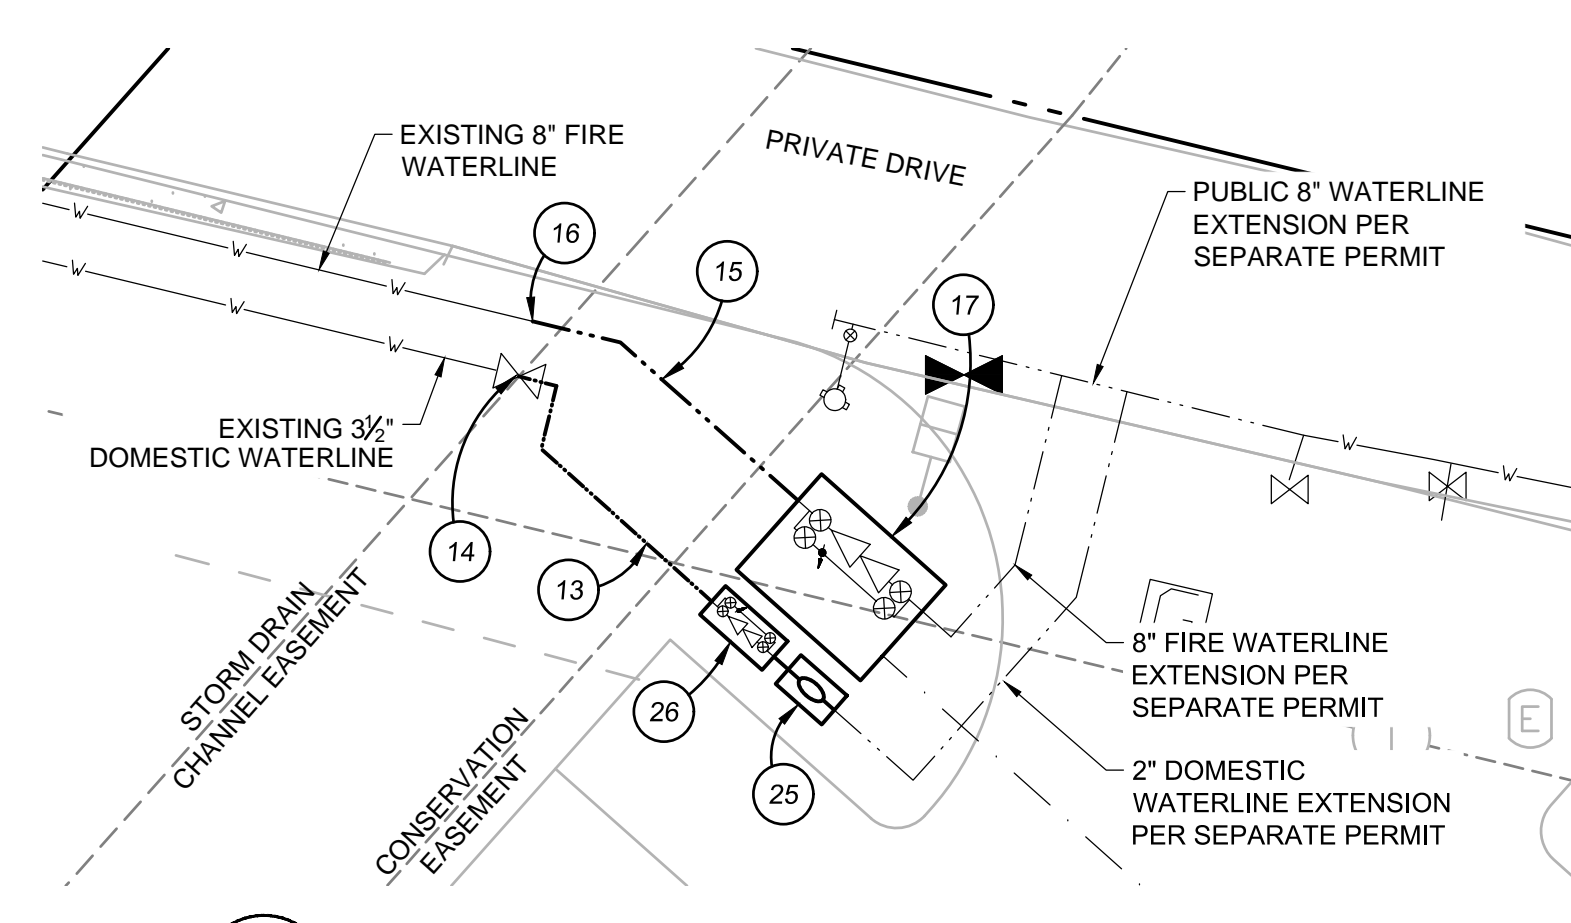 EXISTING 8" FIRE
WATERLINE
PRIVATE DRIVE
PUBLIC 8" WATERLINE
EXTENSION PER
SEPARATE PERMIT
16
15
17
W
W
W
W
W
W
W
W
EXISTING 3½"
DOMESTIC WATERLINE
14
13
26
25
STORM DRAIN
CHANNEL EASEMENT
CONSERVATION
EASEMENT
8" FIRE WATERLINE
EXTENSION PER
SEPARATE PERMIT
E
2" DOMESTIC
WATERLINE EXTENSION
PER SEPARATE PERMIT